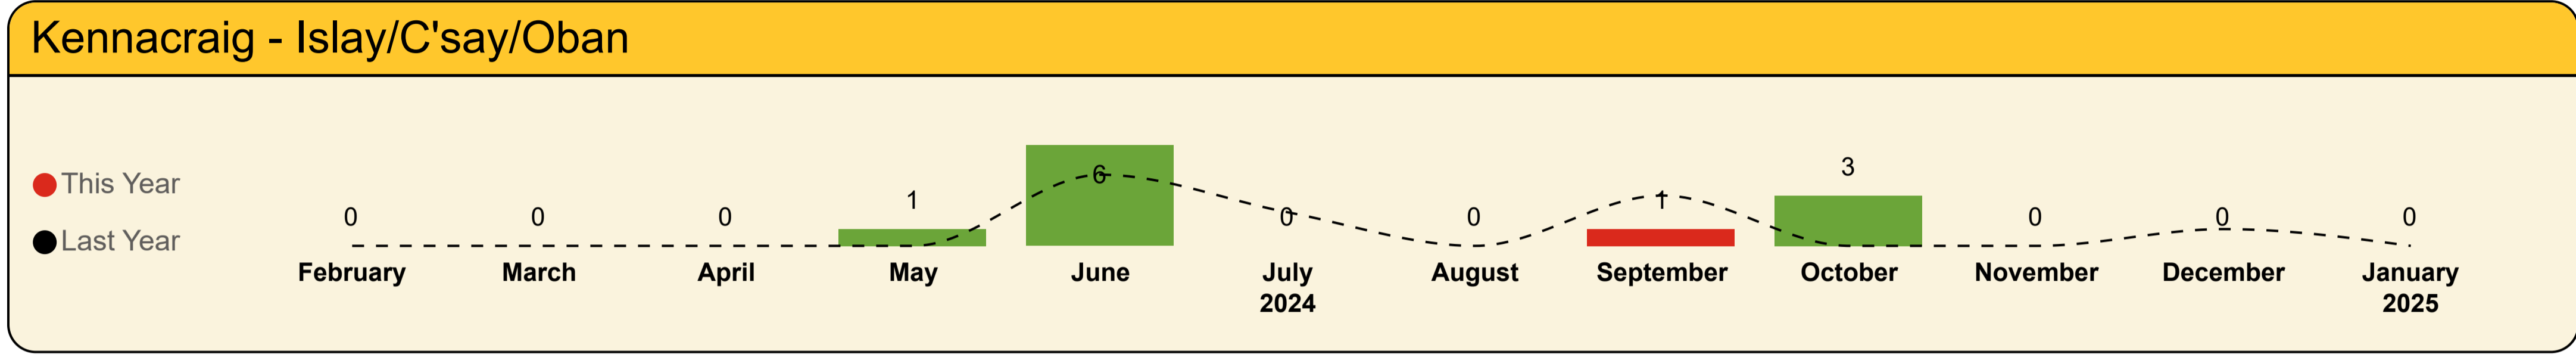 Kennacraig - Islay/C'say/Oban
This Year
Last Year
0 0 0 1 6 0 0 1 3 0 0 0
February March April May June July August September October November December January
2024 2025